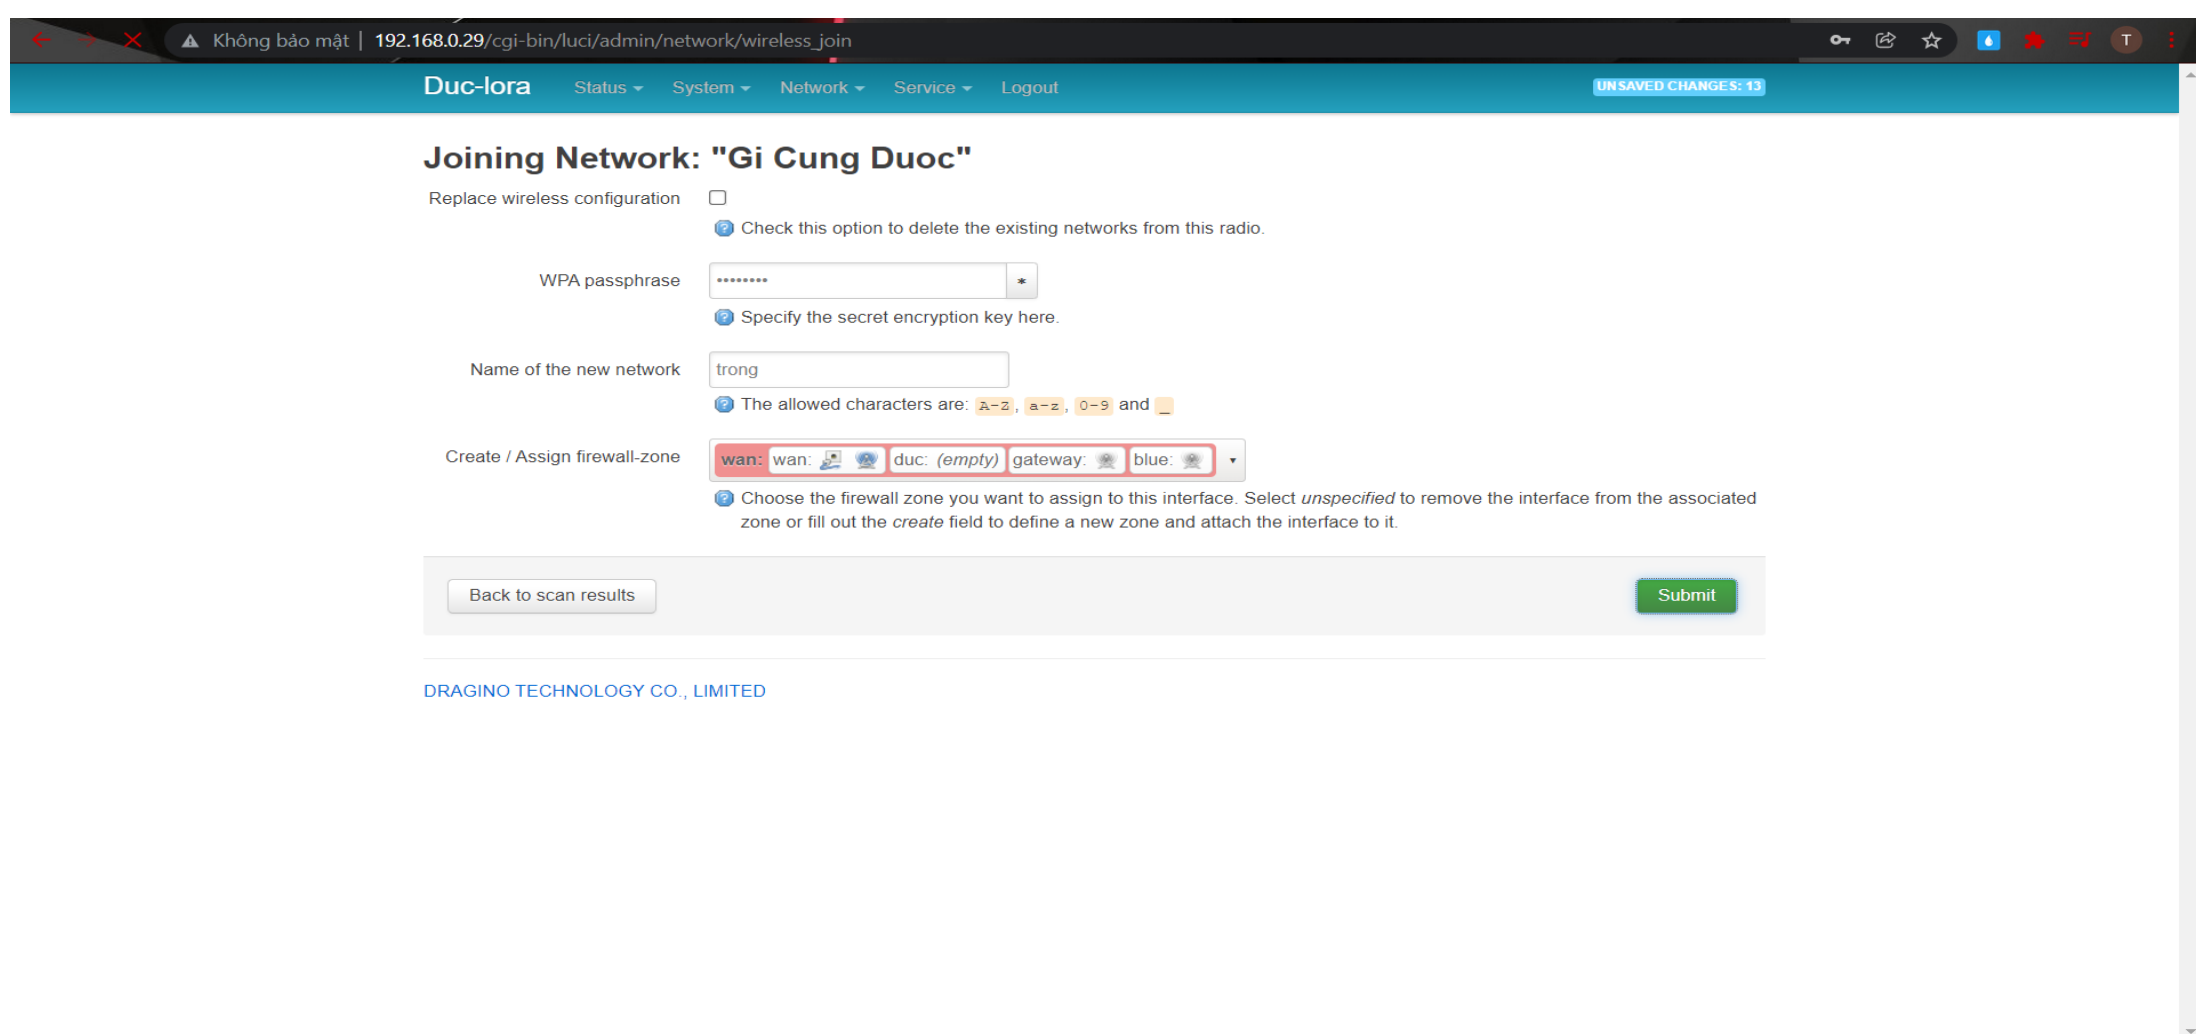 Không bảo mật | 192.168.0.29/cgi-bin/luci/admin/network/wireless_join
T
Duc-lora Status System Network Service Logout UNSAVED CHANGES: 13
Joining Network: "Gi Cung Duoc"
Replace wireless configuration
Check this option to delete the existing networks from this radio.
WPA passphrase •••••••• *
Specify the secret encryption key here.
Name of the new network trong
The allowed characters are: A-Z, a-z, 0-9 and _
Create / Assign firewall-zone wan: wan: duc: (empty) gateway: blue:
Choose the firewall zone you want to assign to this interface. Select unspecified to remove the interface from the associated
zone or fill out the create field to define a new zone and attach the interface to it.
Back to scan results Submit
DRAGINO TECHNOLOGY CO., LIMITED